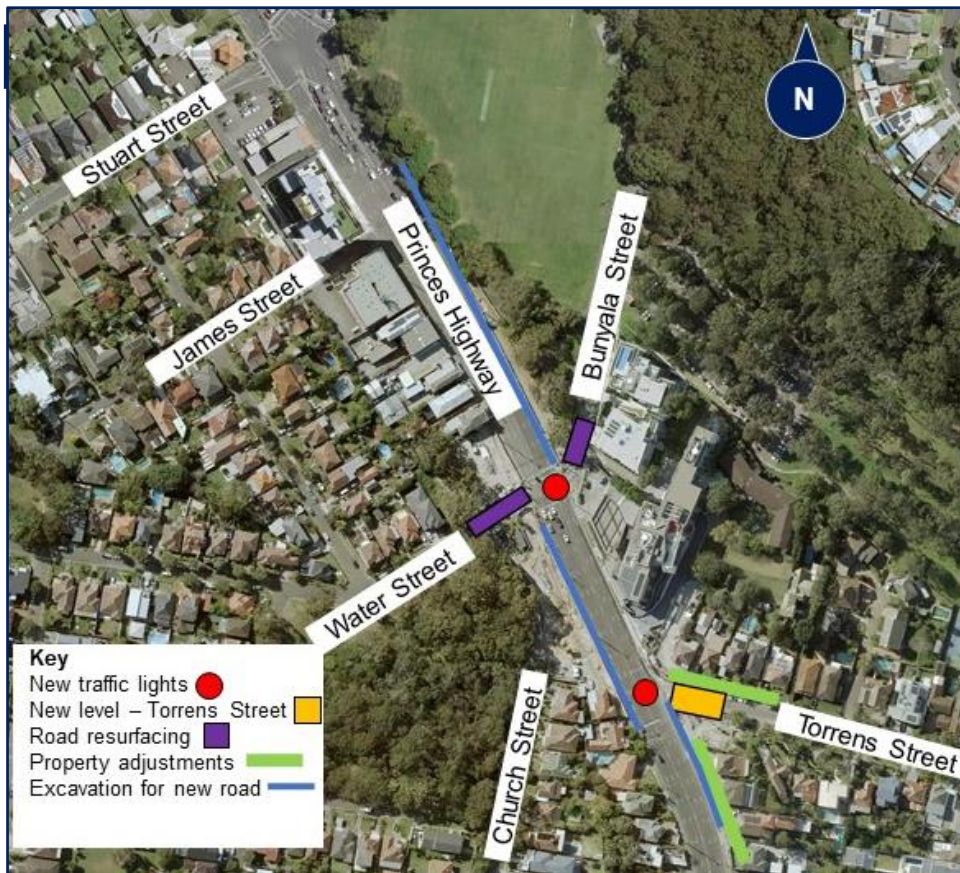 N
Stuart Street
James Street
Princes Highway
Bunyala Street
Water Street
Church Street
Torrens Street
Key
New traffic lights
New level – Torrens Street
Road resurfacing
Property adjustments
Excavation for new road